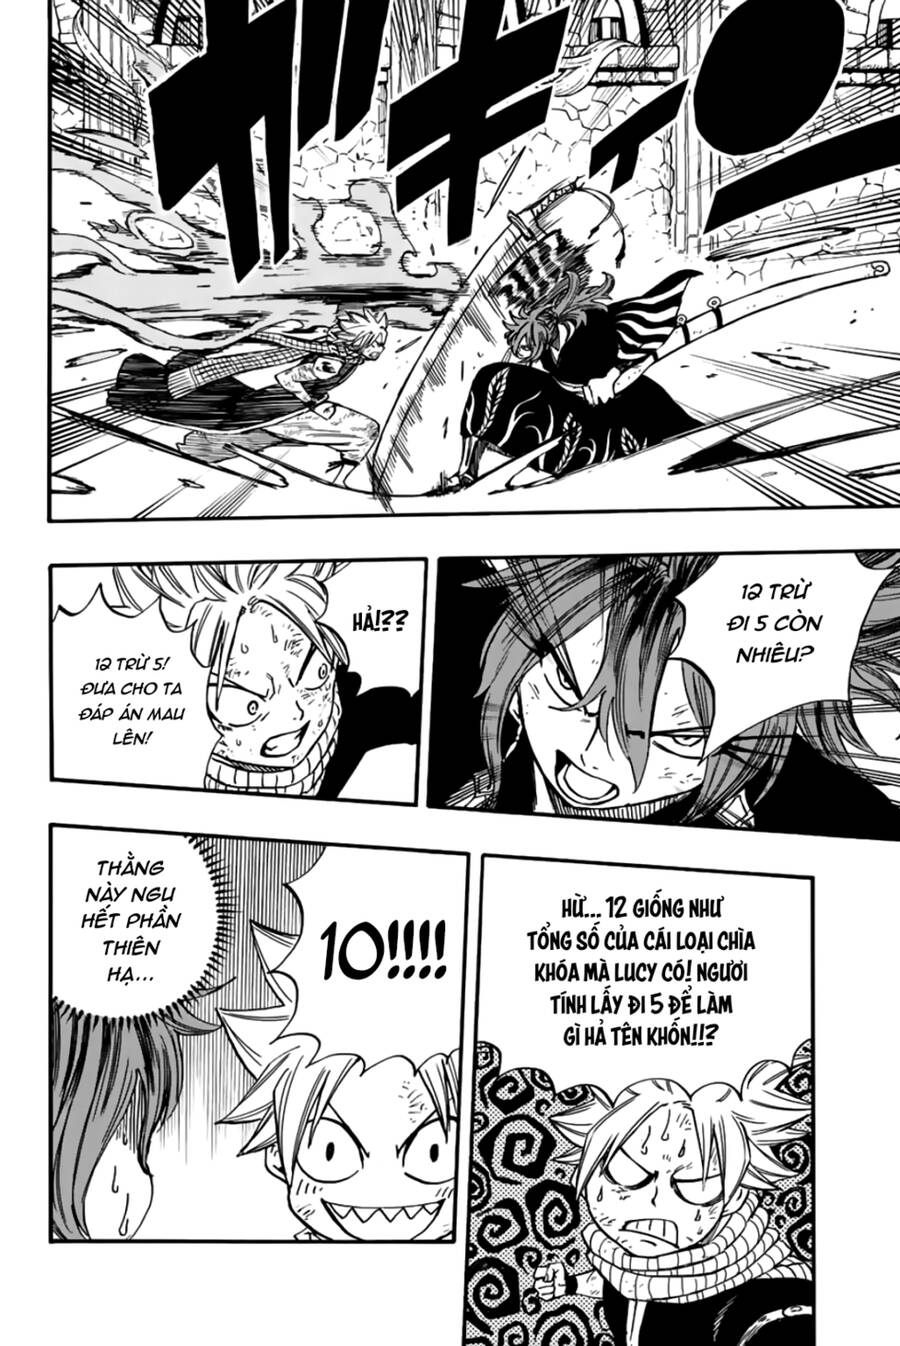 ガキィン
12 TRỪ
ĐI 5 CÒN
NHIÊU?
HẢ!??
12 TRỪ 5!
ĐƯA CHO TA
ĐÁP ÁN MAU
LÊN!
HỪ... 12 GIỐNG NHƯ
TỔNG SỐ CỦA CÁI LOẠI CHÌA
KHÓA MÀ LUCY CÓ! NGƯƠI
TÍNH LẤY ĐI 5 ĐỂ LÀM
GÌ HẢ TÊN KHỐN!!?
10!!!!
THẰNG
NÀY NGU
HẾT PHẦN
THIÊN
HẠ...